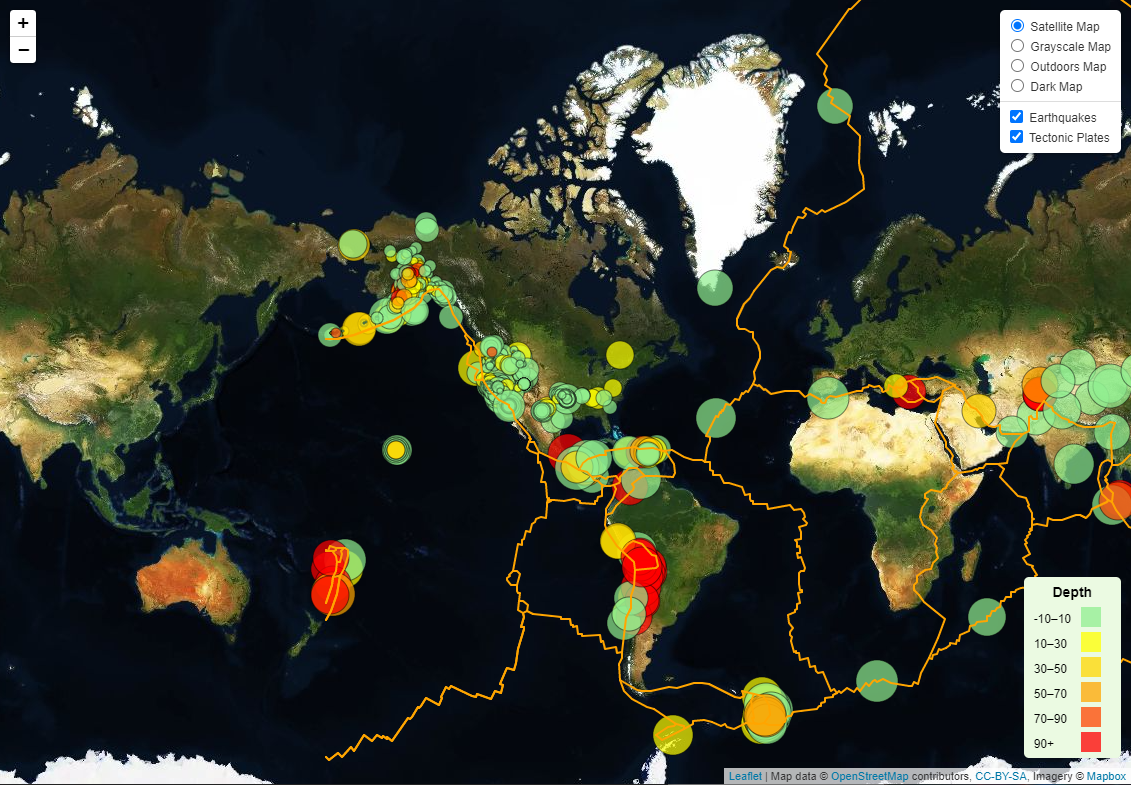 +
−
Satellite Map
Grayscale Map
Outdoors Map
Dark Map
Earthquakes
Tectonic Plates
Depth
-10–10
10–30
30–50
50–70
70–90
90+
Leaflet | Map data © OpenStreetMap contributors, CC-BY-SA, Imagery © Mapbox